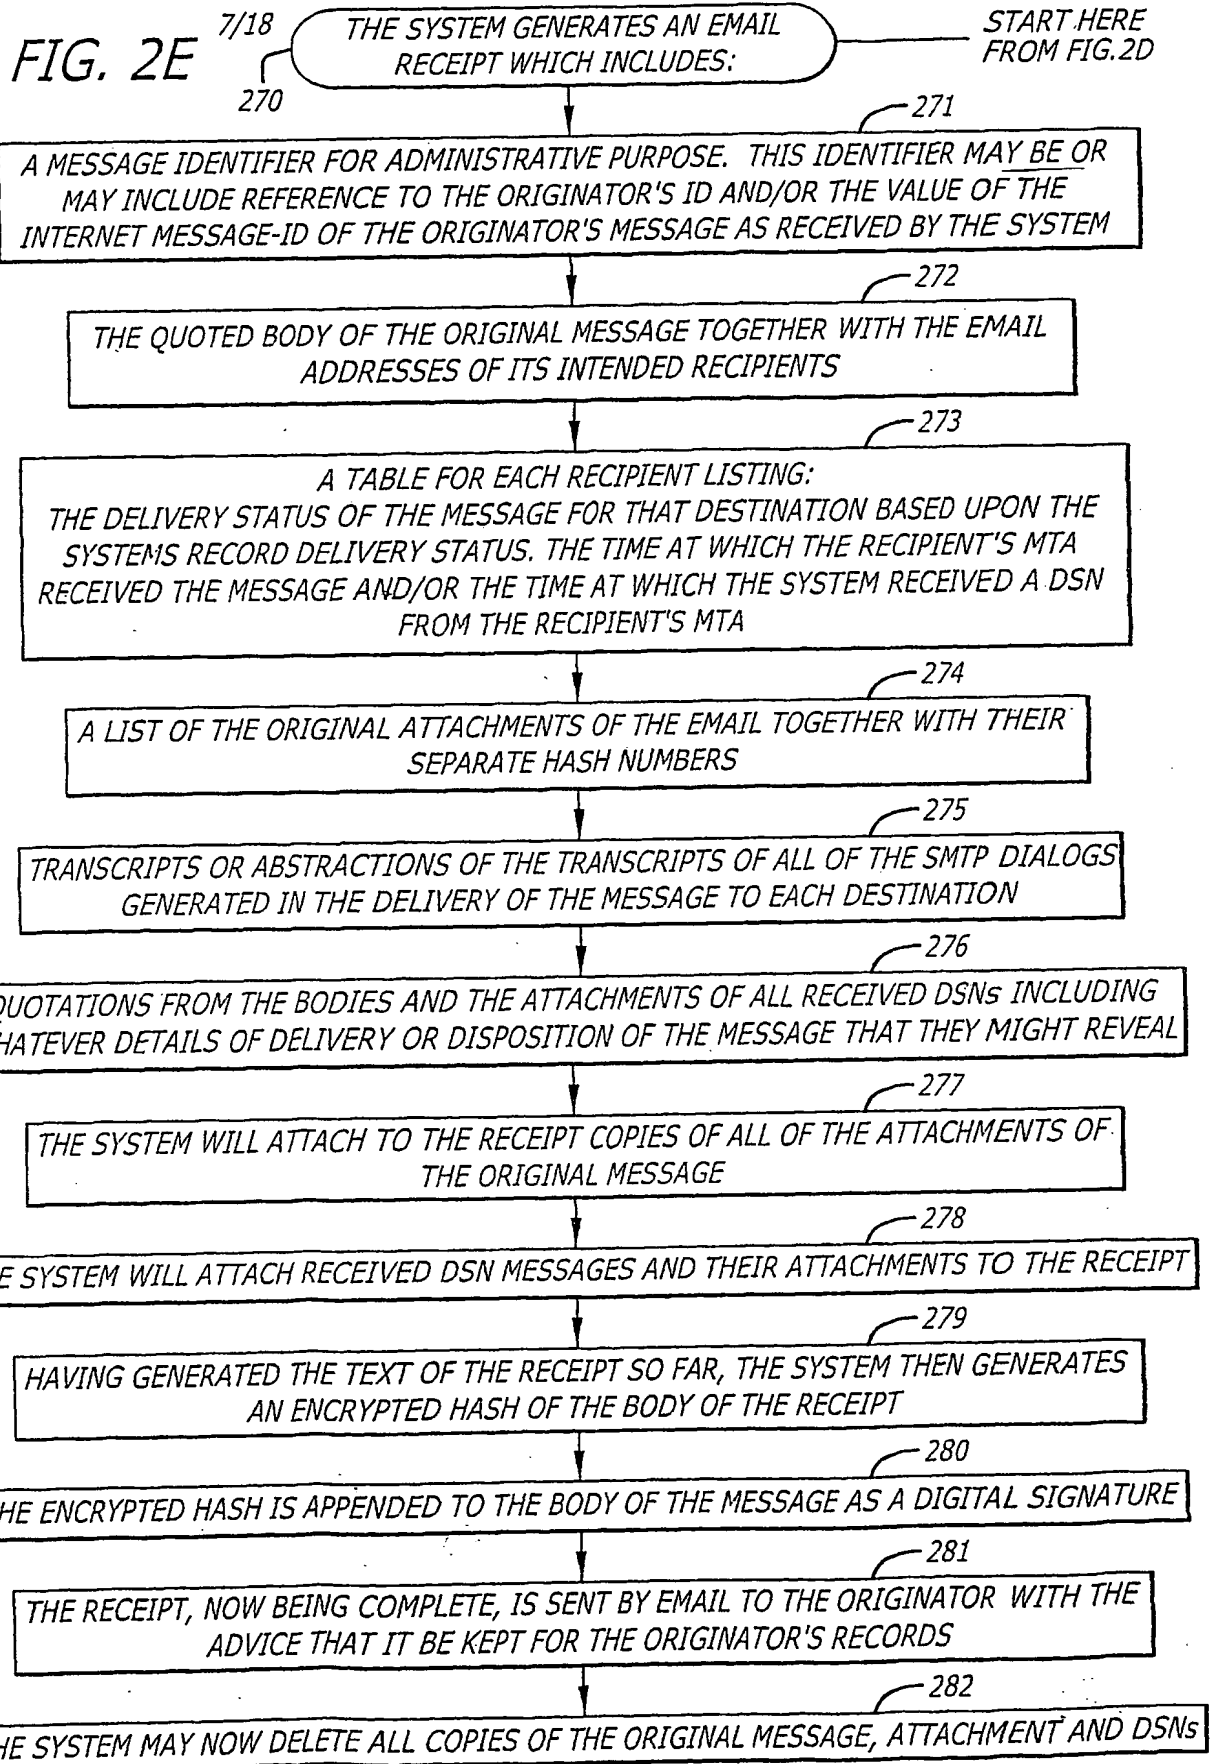 FIG. 2E
7/18
THE SYSTEM GENERATES AN EMAIL
RECEIPT WHICH INCLUDES:
START HERE
FROM FIG.2D
270
271
A MESSAGE IDENTIFIER FOR ADMINISTRATIVE PURPOSE. THIS IDENTIFIER MAY BE OR
MAY INCLUDE REFERENCE TO THE ORIGINATOR'S ID AND/OR THE VALUE OF THE
INTERNET MESSAGE-ID OF THE ORIGINATOR'S MESSAGE AS RECEIVED BY THE SYSTEM
272
THE QUOTED BODY OF THE ORIGINAL MESSAGE TOGETHER WITH THE EMAIL
ADDRESSES OF ITS INTENDED RECIPIENTS
273
A TABLE FOR EACH RECIPIENT LISTING:
THE DELIVERY STATUS OF THE MESSAGE FOR THAT DESTINATION BASED UPON THE
SYSTEMS RECORD DELIVERY STATUS. THE TIME AT WHICH THE RECIPIENT'S MTA
RECEIVED THE MESSAGE AND/OR THE TIME AT WHICH THE SYSTEM RECEIVED A DSN
FROM THE RECIPIENT'S MTA
274
A LIST OF THE ORIGINAL ATTACHMENTS OF THE EMAIL TOGETHER WITH THEIR
SEPARATE HASH NUMBERS
275
TRANSCRIPTS OR ABSTRACTIONS OF THE TRANSCRIPTS OF ALL OF THE SMTP DIALOGS
GENERATED IN THE DELIVERY OF THE MESSAGE TO EACH DESTINATION
276
QUOTATIONS FROM THE BODIES AND THE ATTACHMENTS OF ALL RECEIVED DSNs INCLUDING
HATEVER DETAILS OF DELIVERY OR DISPOSITION OF THE MESSAGE THAT THEY MIGHT REVEAL
277
THE SYSTEM WILL ATTACH TO THE RECEIPT COPIES OF ALL OF THE ATTACHMENTS OF
THE ORIGINAL MESSAGE
278
E SYSTEM WILL ATTACH RECEIVED DSN MESSAGES AND THEIR ATTACHMENTS TO THE RECEIPT
279
HAVING GENERATED THE TEXT OF THE RECEIPT SO FAR, THE SYSTEM THEN GENERATES
AN ENCRYPTED HASH OF THE BODY OF THE RECEIPT
280
HE ENCRYPTED HASH IS APPENDED TO THE BODY OF THE MESSAGE AS A DIGITAL SIGNATURE
281
THE RECEIPT, NOW BEING COMPLETE, IS SENT BY EMAIL TO THE ORIGINATOR WITH THE
ADVICE THAT IT BE KEPT FOR THE ORIGINATOR'S RECORDS
282
HE SYSTEM MAY NOW DELETE ALL COPIES OF THE ORIGINAL MESSAGE, ATTACHMENT AND DSNs